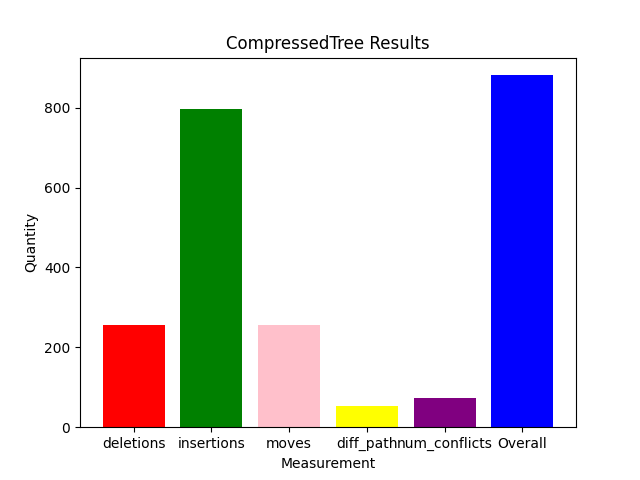 CompressedTree Results
Quantity
800
600
400
200
0
deletions insertions moves diff_path num_conflicts Overall
Measurement